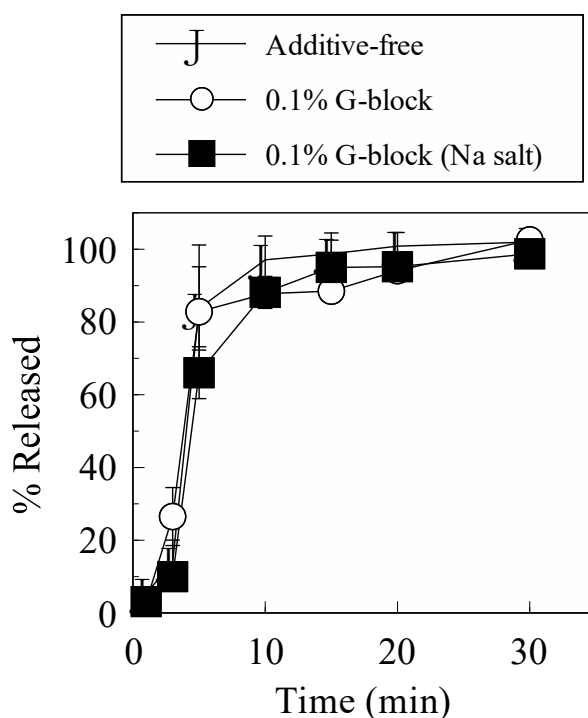 J Additive-free
0.1% G-block
0.1% G-block (Na salt)
100
80
60
40
20
0
% Released
0 10 20 30
Time (min)